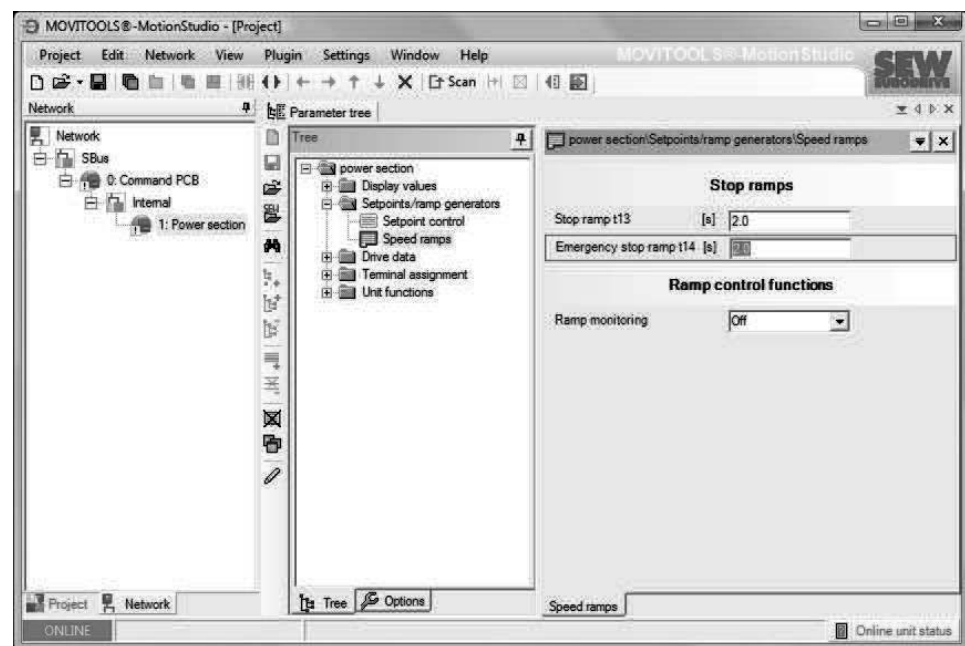 MOVITOOLS®-MotionStudio - [Project]
Project Edit Network View Plugin Settings Window Help
MOVITOOLS®-MotionStudio
SEW
EURODRIVE
Scan
Network
Parameter tree
Network
SBus
0: Command PCB
Internal
1: Power section
Tree
power section
Display values
Setpoints/ramp generators
Setpoint control
Speed ramps
Drive data
Terminal assignment
Unit functions
power section\Setpoints/ramp generators\Speed ramps
Stop ramps
Stop ramp t13 [s] 2.0
Emergency stop ramp t14 [s] 2.0
Ramp control functions
Ramp monitoring Off
Project Network
Tree Options
Speed ramps
ONLINE
Online unit status